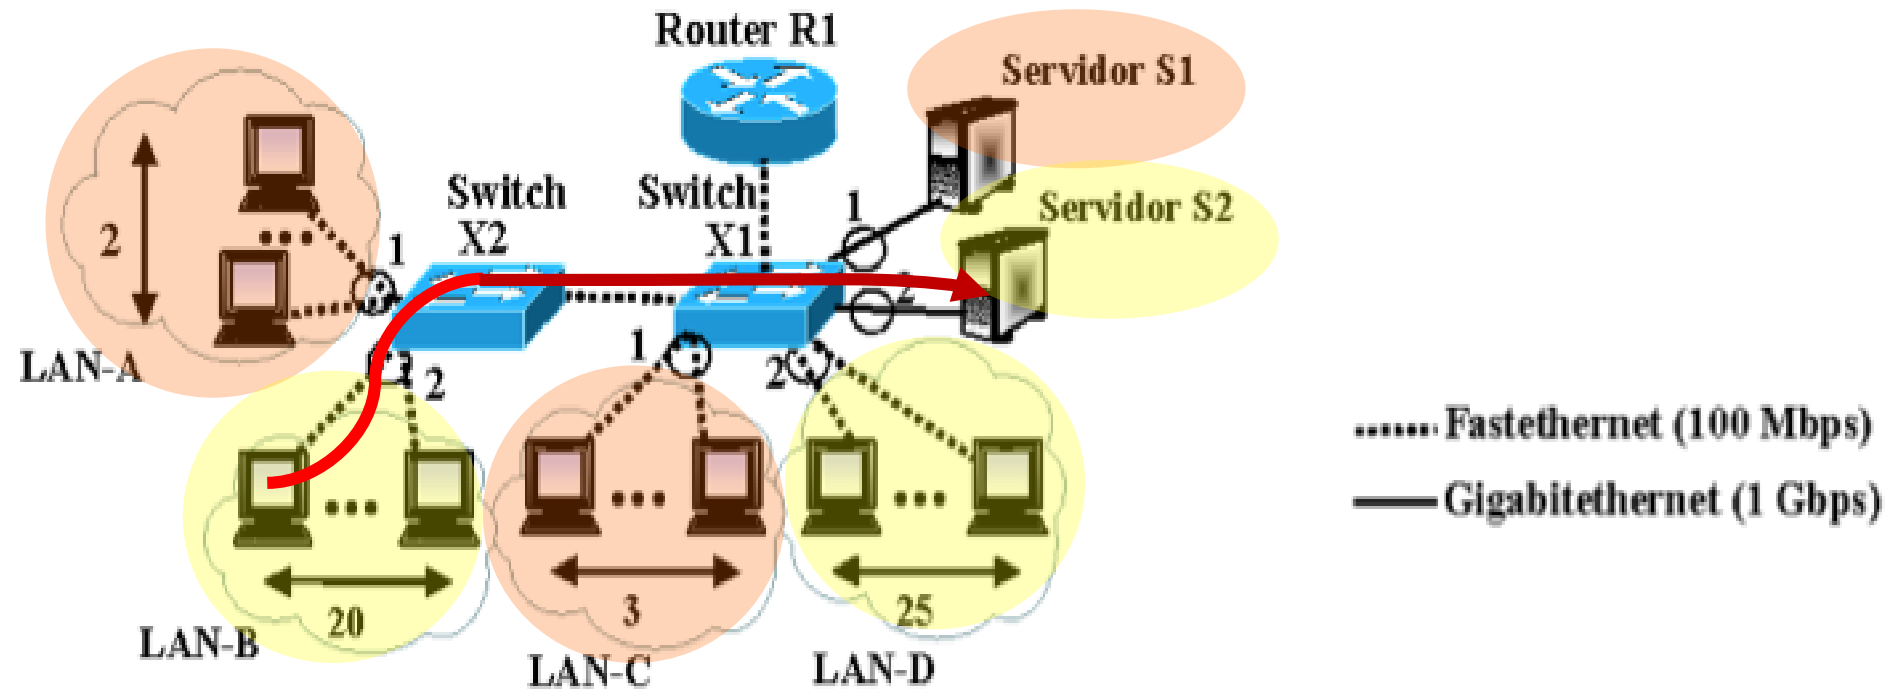 Router R1
Servidor S1
Switch
X2
Switch
X1
1
Servidor S2
2
1
2
LAN-A
2
1
2
20
LAN-B
3
LAN-C
25
LAN-D
Fastethernet (100 Mbps)
Gigabitethernet (1 Gbps)